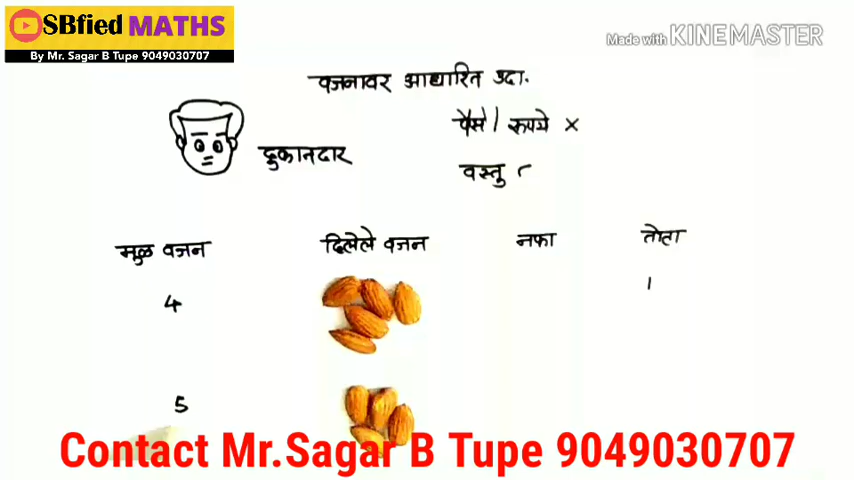 SBfied MATHS
By Mr. Sagar B Tupe 9049030707
Made with KINEMASTER
वजनावर आधारित उदा.
पैसे / रुपये ×
दुकानदार
वस्तु
मुळ वजन दिलेले वजन नफा तोटा
4 1
5
Contact Mr.Sagar B Tupe 9049030707